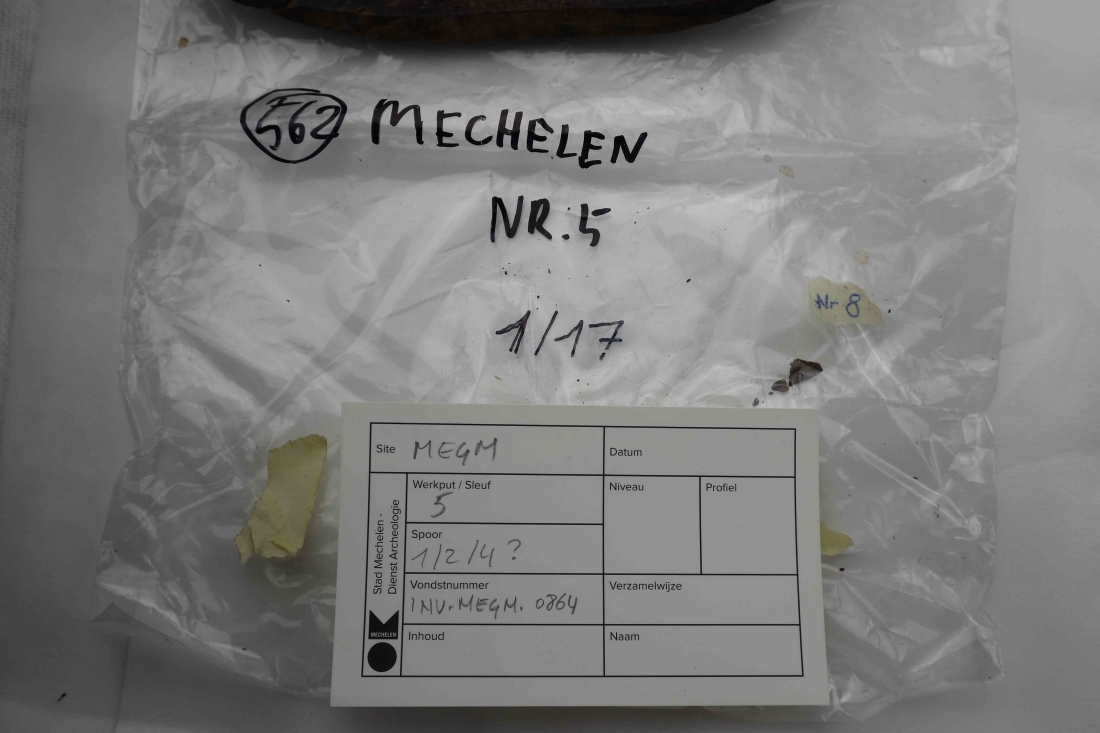 562 MECHELEN
NR.5
Nr 8
1/17
Site MEGM
Datum
Werkput / Sleuf
5
Niveau
Profiel
Spoor
1/2/4?
Vondstnummer
INV.MEGM. 0864
Verzamelwijze
Inhoud
Naam
Stad Mechelen -
Dienst Archeologie
MECHELEN